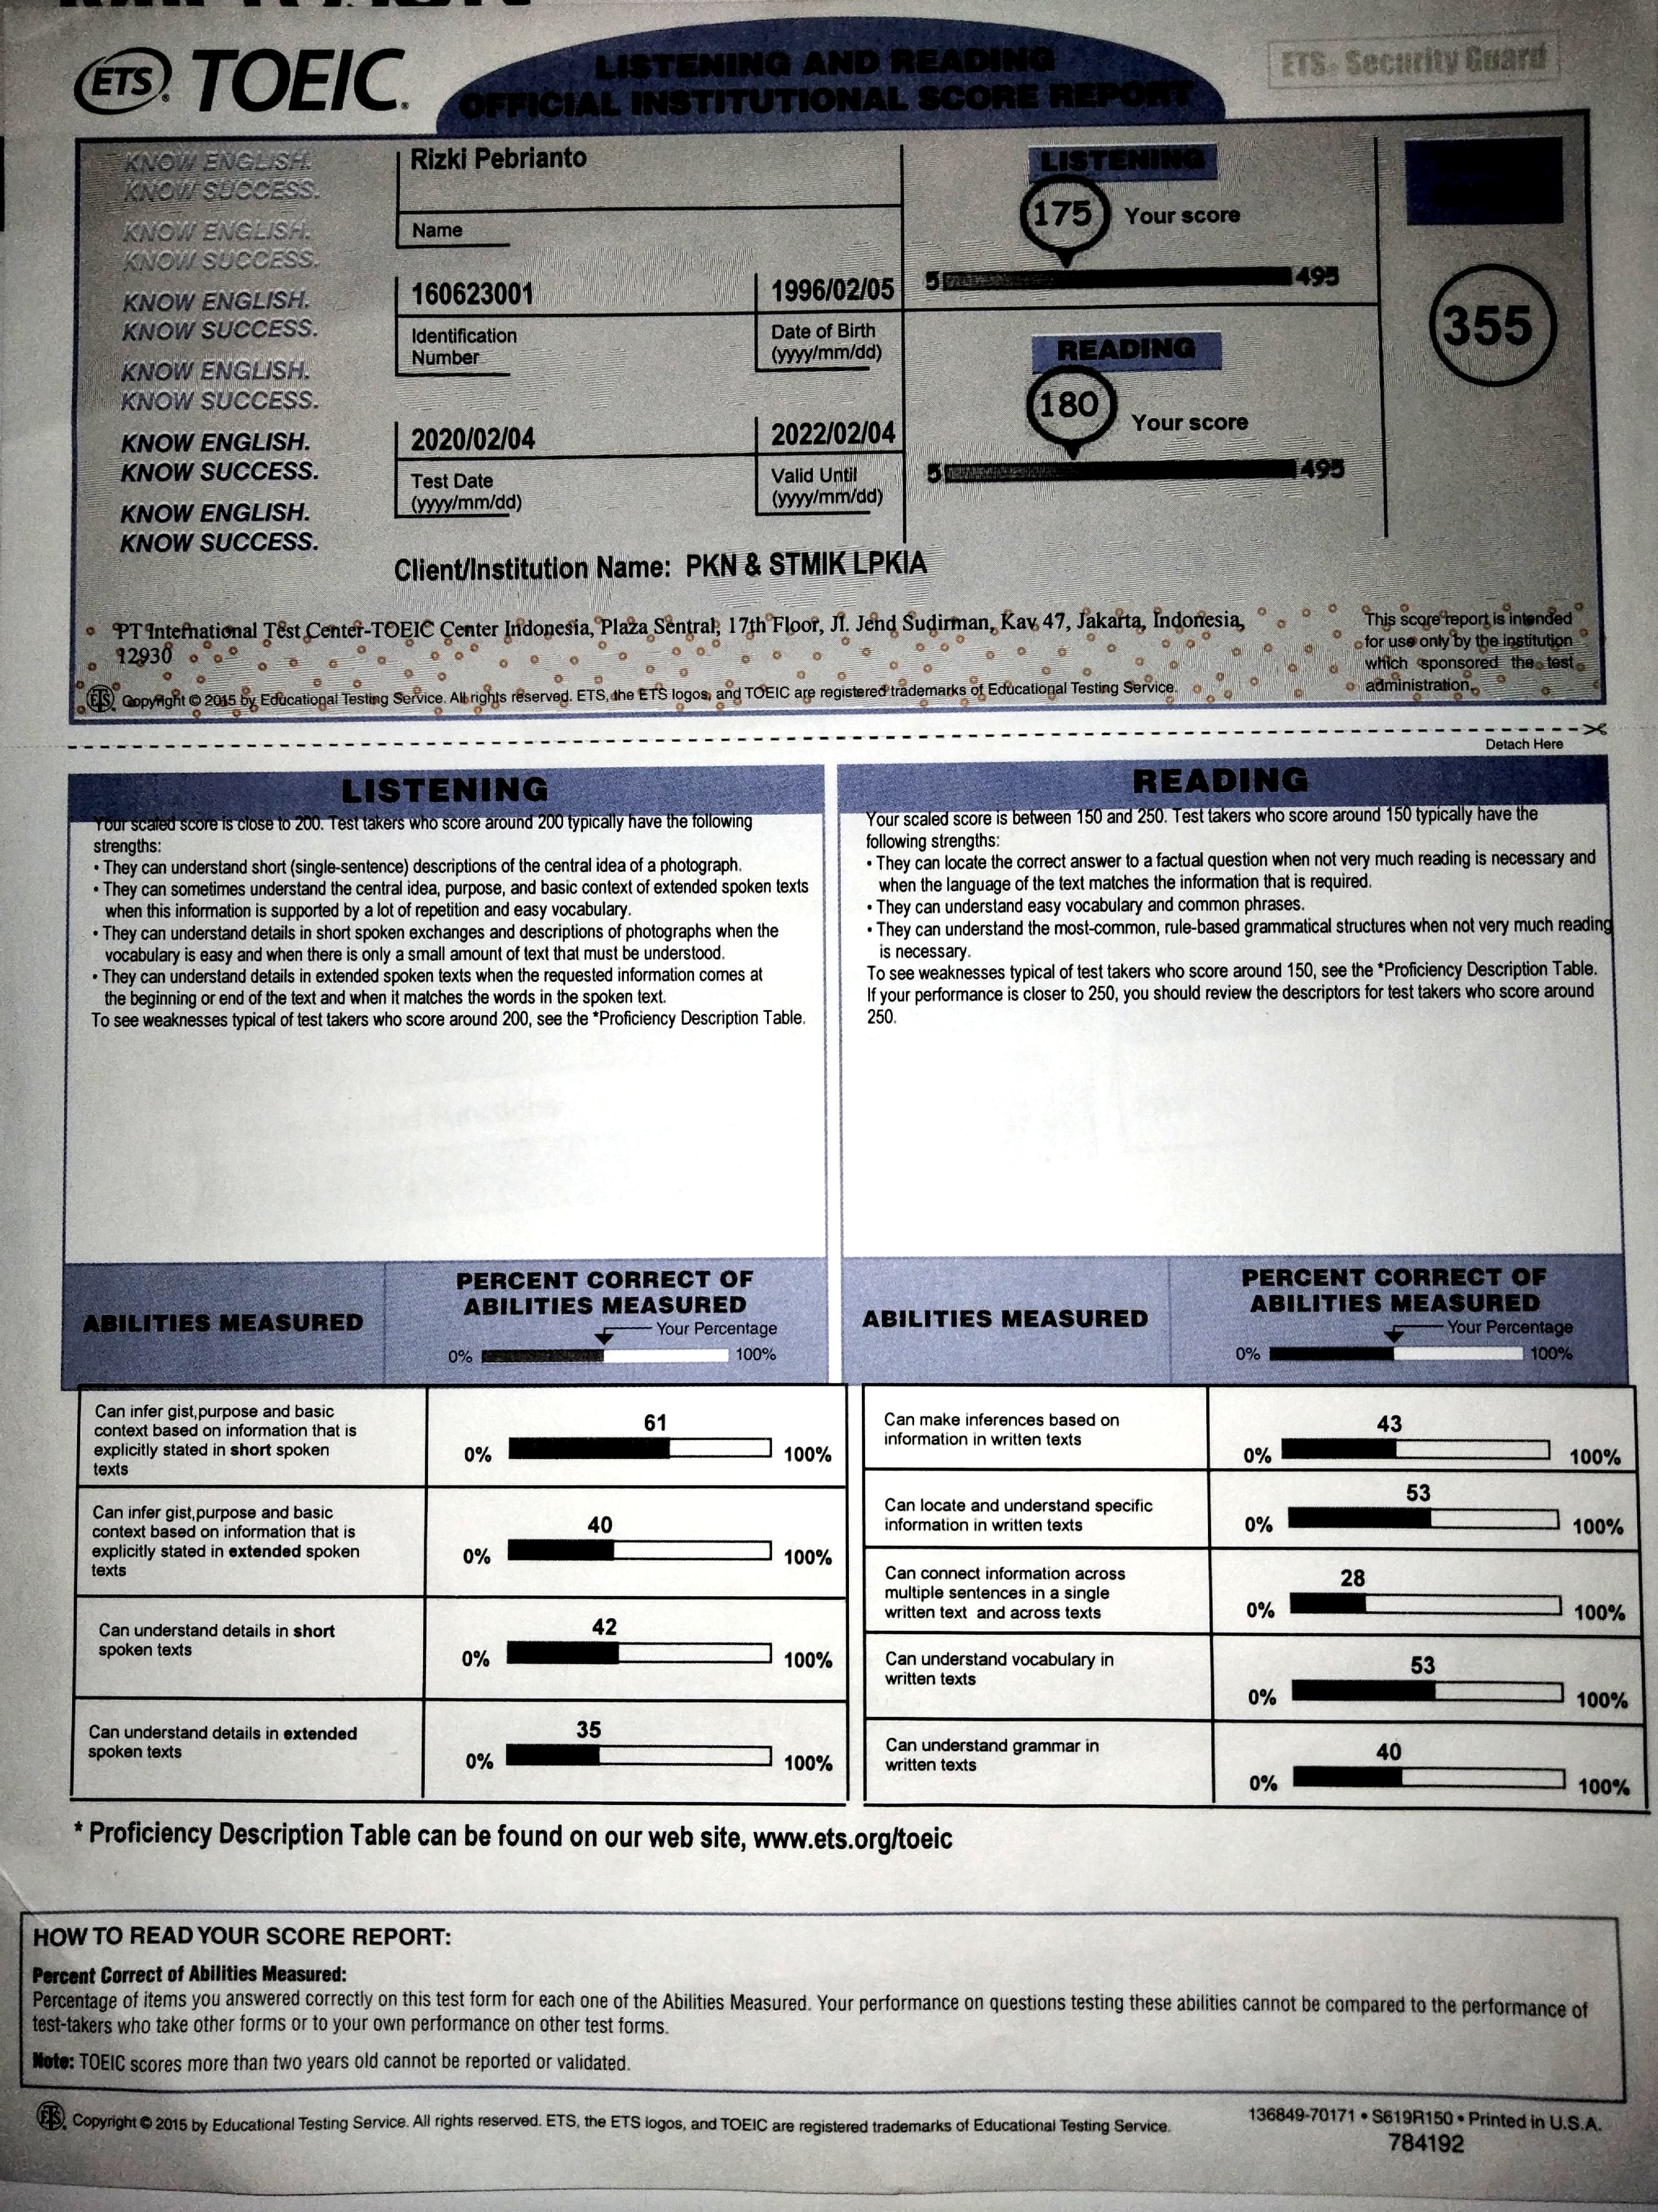 ETS® TOEIC®
LISTENING AND READING
OFFICIAL INSTITUTIONAL SCORE REPORT
ETS® Security Guard
KNOW ENGLISH.
KNOW SUCCESS.
KNOW ENGLISH.
KNOW SUCCESS.
KNOW ENGLISH.
KNOW SUCCESS.
KNOW ENGLISH.
KNOW SUCCESS.
KNOW ENGLISH.
KNOW SUCCESS.
KNOW ENGLISH.
KNOW SUCCESS.
Rizki Pebrianto
Name
160623001
1996/02/05
Identification
Number
Date of Birth
(yyyy/mm/dd)
2020/02/04
2022/02/04
Test Date
(yyyy/mm/dd)
Valid Until
(yyyy/mm/dd)
LISTENING
175 Your score
5 495
READING
180 Your score
5 495
355
Client/Institution Name: PKN & STMIK LPKIA
PT International Test Center-TOEIC Center Indonesia, Plaza Sentral, 17th Floor, Jl. Jend Sudirman, Kav 47, Jakarta, Indonesia,
12930
This score report is intended
for use only by the institution
which sponsored the test
administration.
ETS® Copyright © 2015 by Educational Testing Service. All rights reserved. ETS, the ETS logos, and TOEIC are registered trademarks of Educational Testing Service.
Detach Here
LISTENING
Your scaled score is close to 200. Test takers who score around 200 typically have the following
strengths:
• They can understand short (single-sentence) descriptions of the central idea of a photograph.
• They can sometimes understand the central idea, purpose, and basic context of extended spoken texts
when this information is supported by a lot of repetition and easy vocabulary.
• They can understand details in short spoken exchanges and descriptions of photographs when the
vocabulary is easy and when there is only a small amount of text that must be understood.
• They can understand details in extended spoken texts when the requested information comes at
the beginning or end of the text and when it matches the words in the spoken text.
To see weaknesses typical of test takers who score around 200, see the *Proficiency Description Table.
READING
Your scaled score is between 150 and 250. Test takers who score around 150 typically have the
following strengths:
• They can locate the correct answer to a factual question when not very much reading is necessary and
when the language of the text matches the information that is required.
• They can understand easy vocabulary and common phrases.
• They can understand the most-common, rule-based grammatical structures when not very much reading
is necessary.
To see weaknesses typical of test takers who score around 150, see the *Proficiency Description Table.
If your performance is closer to 250, you should review the descriptors for test takers who score around
250.
ABILITIES MEASURED
PERCENT CORRECT OF
ABILITIES MEASURED
Your Percentage
0% 100%
Can infer gist,purpose and basic
context based on information that is
explicitly stated in short spoken
texts
61
0% 100%
Can infer gist,purpose and basic
context based on information that is
explicitly stated in extended spoken
texts
40
0% 100%
Can understand details in short
spoken texts
42
0% 100%
Can understand details in extended
spoken texts
35
0% 100%
ABILITIES MEASURED
PERCENT CORRECT OF
ABILITIES MEASURED
Your Percentage
0% 100%
Can make inferences based on
information in written texts
43
0% 100%
Can locate and understand specific
information in written texts
53
0% 100%
Can connect information across
multiple sentences in a single
written text and across texts
28
0% 100%
Can understand vocabulary in
written texts
53
0% 100%
Can understand grammar in
written texts
40
0% 100%
* Proficiency Description Table can be found on our web site, www.ets.org/toeic
HOW TO READ YOUR SCORE REPORT:
Percent Correct of Abilities Measured:
Percentage of items you answered correctly on this test form for each one of the Abilities Measured. Your performance on questions testing these abilities cannot be compared to the performance of
test-takers who take other forms or to your own performance on other test forms.
Note: TOEIC scores more than two years old cannot be reported or validated.
ETS® Copyright © 2015 by Educational Testing Service. All rights reserved. ETS, the ETS logos, and TOEIC are registered trademarks of Educational Testing Service.
136849-70171 • S619R150 • Printed in U.S.A.
784192